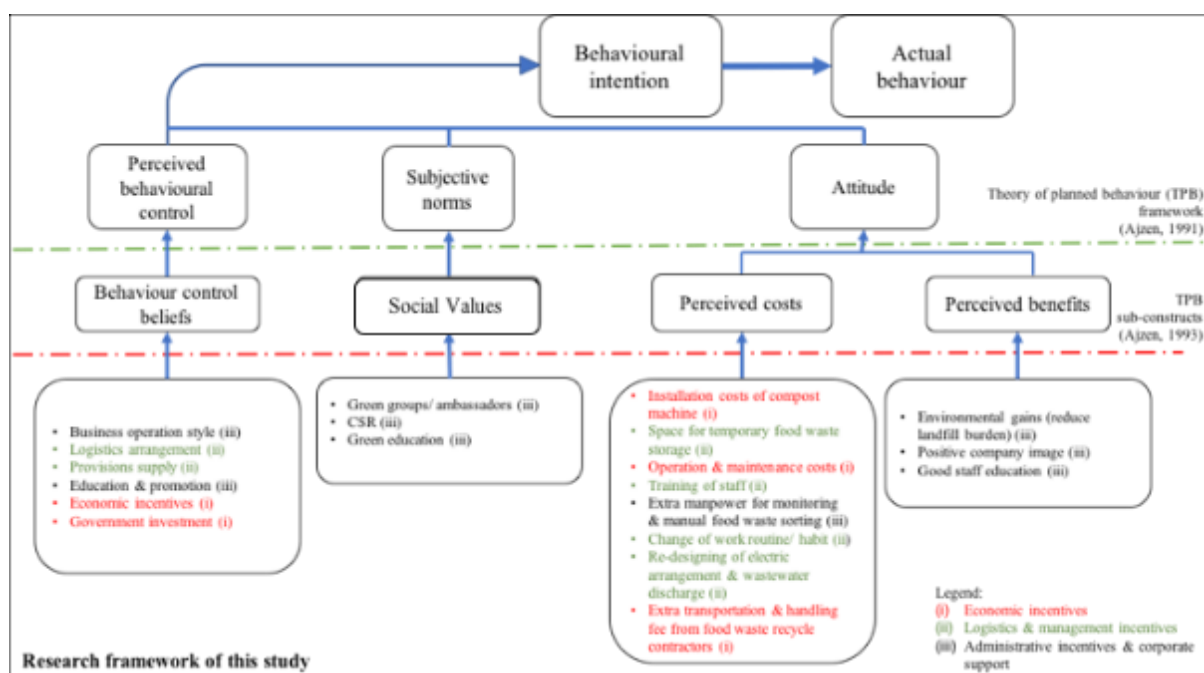 Behavioural
intention
Actual
behaviour
Perceived
behavioural
control
Subjective
norms
Attitude
Theory of planned behaviour (TPB)
framework
(Ajzen, 1991)
Behaviour control
beliefs
Social Values
Perceived costs
Perceived benefits
TPB
sub-constructs
(Ajzen, 1993)
• Business operation style (iii)
• Logistics arrangement (ii)
• Provisions supply (ii)
• Education & promotion (iii)
• Economic incentives (i)
• Government investment (i)
• Green groups/ ambassadors (iii)
• CSR (iii)
• Green education (iii)
• Installation costs of compost
machine (i)
• Space for temporary food waste
storage (ii)
• Operation & maintenance costs (i)
• Training of staff (ii)
• Extra manpower for monitoring
& manual food waste sorting (iii)
• Change of work routine/ habit (ii)
• Re-designing of electric
arrangement & wastewater
discharge (ii)
• Extra transportation & handling
fee from food waste recycle
contractors (i)
• Environmental gains (reduce
landfill burden) (iii)
• Positive company image (iii)
• Good staff education (iii)
Legend:
(i) Economic incentives
(ii) Logistics & management incentives
(iii) Administrative incentives & corporate
support
Research framework of this study